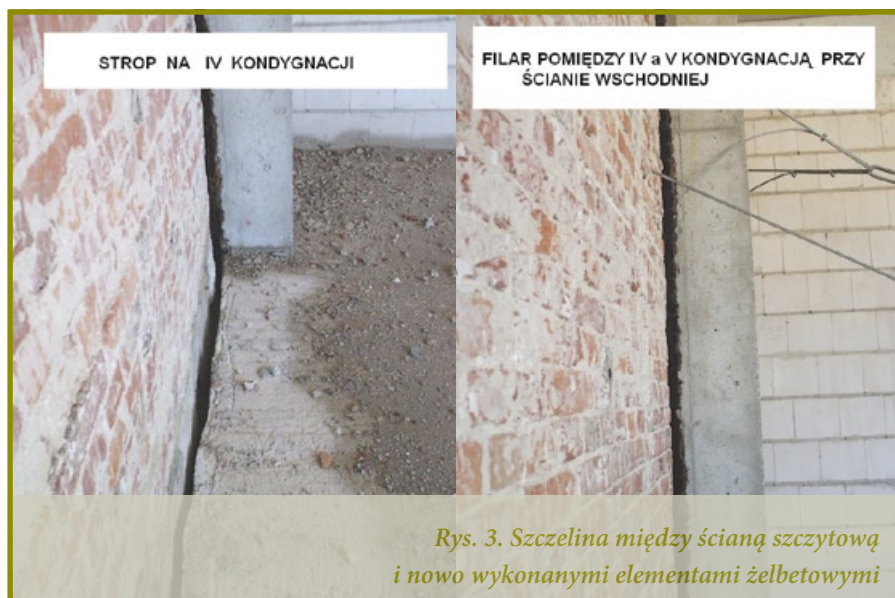 STROP NA IV KONDYGNACJI
FILAR POMIĘDZY IV a V KONDYGNACJĄ PRZY
ŚCIANIE WSCHODNIEJ
Rys. 3. Szczelina między ścianą szczytową
i nowo wykonanymi elementami żelbetowymi